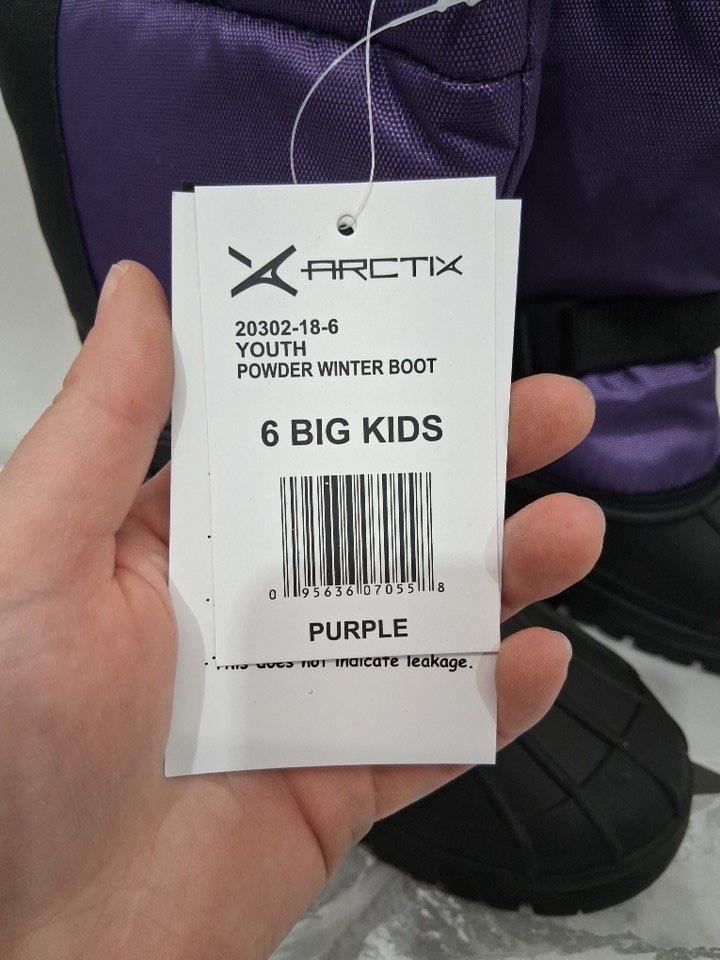 ARCTIX
20302-18-6
YOUTH
POWDER WINTER BOOT
6 BIG KIDS
0 95636 07055 8
PURPLE
This does not indicate leakage.